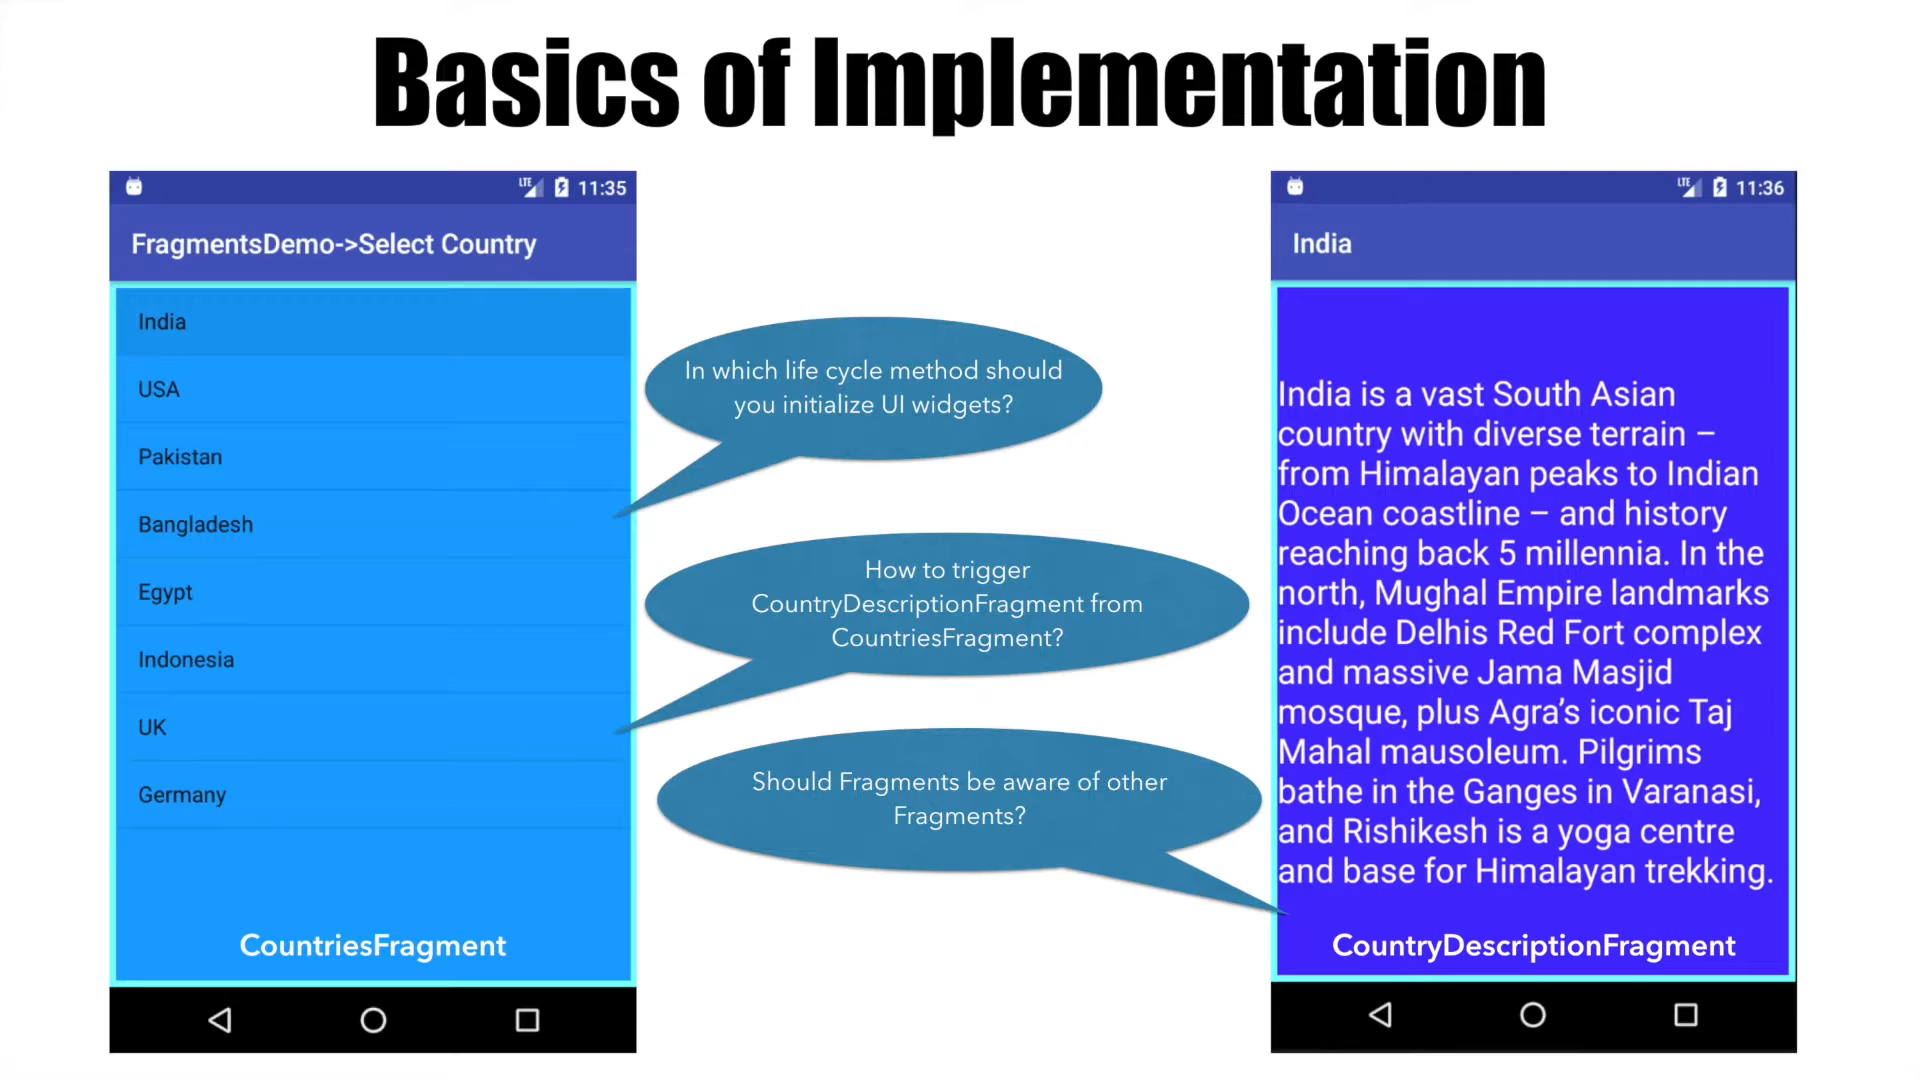 Basics of Implementation
LTE 11:35
FragmentsDemo->Select Country
India
USA
Pakistan
Bangladesh
Egypt
Indonesia
UK
Germany
CountriesFragment
In which life cycle method should
you initialize UI widgets?
How to trigger
CountryDescriptionFragment from
CountriesFragment?
Should Fragments be aware of other
Fragments?
LTE 11:36
India
India is a vast South Asian
country with diverse terrain –
from Himalayan peaks to Indian
Ocean coastline – and history
reaching back 5 millennia. In the
north, Mughal Empire landmarks
include Delhis Red Fort complex
and massive Jama Masjid
mosque, plus Agra’s iconic Taj
Mahal mausoleum. Pilgrims
bathe in the Ganges in Varanasi,
and Rishikesh is a yoga centre
and base for Himalayan trekking.
CountryDescriptionFragment